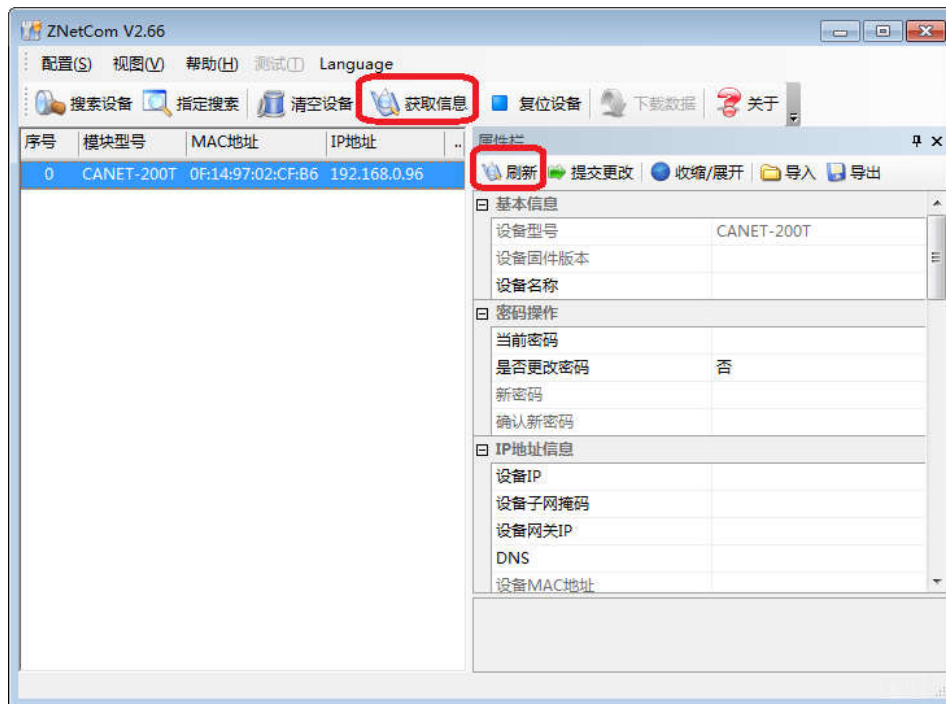 ZNetCom V2.66
配置(S) 视图(V) 帮助(H) 测试(T) Language
搜索设备 指定搜索 清空设备 获取信息 复位设备 下载数据 关于
序号 模块型号 MAC地址 IP地址 ..
属性栏
0 CANET-200T 0F:14:97:02:CF:B6 192.168.0.96
刷新 提交更改 收缩/展开 导入 导出
基本信息
设备型号 CANET-200T
设备固件版本
设备名称
密码操作
当前密码
是否更改密码 否
新密码
确认新密码
IP地址信息
设备IP
设备子网掩码
设备网关IP
DNS
设备MAC地址